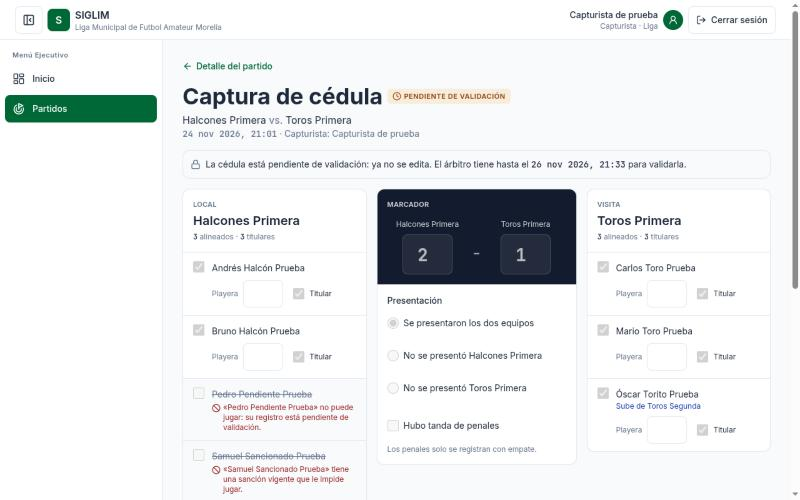 S
SIGLIM
Liga Municipal de Futbol Amateur Morelia
Capturista de prueba
Capturista · Liga
Cerrar sesión
Menú Ejecutivo
Inicio
Partidos
Detalle del partido
Captura de cédula
PENDIENTE DE VALIDACIÓN
Halcones Primera vs. Toros Primera
24 nov 2026, 21:01 · Capturista: Capturista de prueba
La cédula está pendiente de validación: ya no se edita. El árbitro tiene hasta el 26 nov 2026, 21:33 para validarla.
LOCAL
Halcones Primera
3 alineados · 3 titulares
Andrés Halcón Prueba
Playera
Titular
Bruno Halcón Prueba
Playera
Titular
Pedro Pendiente Prueba
«Pedro Pendiente Prueba» no puede
jugar: su registro está pendiente de
validación.
Samuel Sancionado Prueba
«Samuel Sancionado Prueba» tiene
una sanción vigente que le impide
jugar.
MARCADOR
Halcones Primera
Toros Primera
2 - 1
Presentación
Se presentaron los dos equipos
No se presentó Halcones Primera
No se presentó Toros Primera
Hubo tanda de penales
Los penales solo se registran con empate.
VISITA
Toros Primera
3 alineados · 3 titulares
Carlos Toro Prueba
Playera
Titular
Mario Toro Prueba
Playera
Titular
Óscar Torito Prueba
Sube de Toros Segunda
Playera
Titular